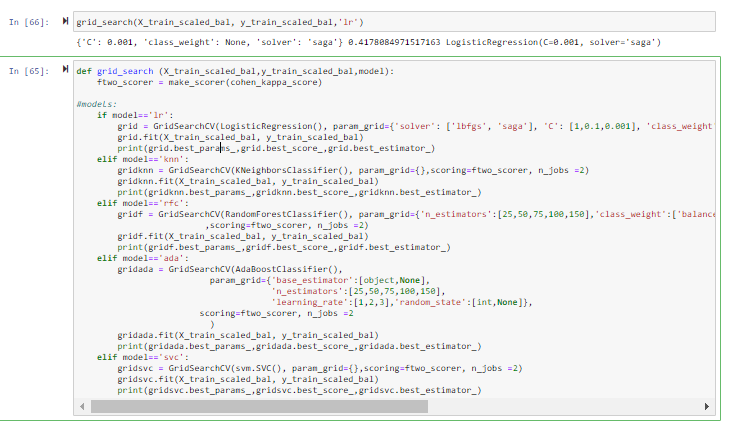 In [66]: grid_search(X_train_scaled_bal, y_train_scaled_bal,'lr')
{'C': 0.001, 'class_weight': None, 'solver': 'saga'} 0.4178084971517163 LogisticRegression(C=0.001, solver='saga')
In [65]: def grid_search (X_train_scaled_bal,y_train_scaled_bal,model):
    ftwo_scorer = make_scorer(cohen_kappa_score)
#models:
    if model=='lr':
        grid = GridSearchCV(LogisticRegression(), param_grid={'solver': ['lbfgs', 'saga'], 'C': [1,0.1,0.001], 'class_weight'
        grid.fit(X_train_scaled_bal, y_train_scaled_bal)
        print(grid.best_params_,grid.best_score_,grid.best_estimator_)
    elif model=='knn':
        gridknn = GridSearchCV(KNeighborsClassifier(), param_grid={},scoring=ftwo_scorer, n_jobs =2)
        gridknn.fit(X_train_scaled_bal, y_train_scaled_bal)
        print(gridknn.best_params_,gridknn.best_score_,gridknn.best_estimator_)
    elif model=='rfc':
        gridf = GridSearchCV(RandomForestClassifier(), param_grid={'n_estimators':[25,50,75,100,150],'class_weight':['balance
                        ,scoring=ftwo_scorer, n_jobs =2)
        gridf.fit(X_train_scaled_bal, y_train_scaled_bal)
        print(gridf.best_params_,gridf.best_score_,gridf.best_estimator_)
    elif model=='ada':
        gridada = GridSearchCV(AdaBoostClassifier(),
                         param_grid={'base_estimator':[object,None],
                                     'n_estimators':[25,50,75,100,150],
                                     'learning_rate':[1,2,3],'random_state':[int,None]},
                       scoring=ftwo_scorer, n_jobs =2
                         )
        gridada.fit(X_train_scaled_bal, y_train_scaled_bal)
        print(gridada.best_params_,gridada.best_score_,gridada.best_estimator_)
    elif model=='svc':
        gridsvc = GridSearchCV(svm.SVC(), param_grid={},scoring=ftwo_scorer, n_jobs =2)
        gridsvc.fit(X_train_scaled_bal, y_train_scaled_bal)
        print(gridsvc.best_params_,gridsvc.best_score_,gridsvc.best_estimator_)